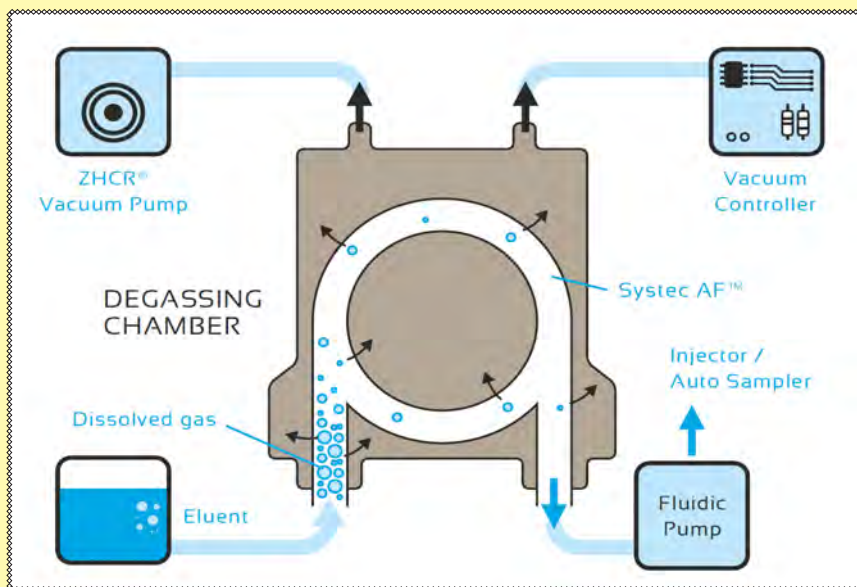 ZHCR®
Vacuum Pump
Vacuum
Controller
Systec AF™
DEGASSING
CHAMBER
Injector /
Auto Sampler
Dissolved gas
Eluent
Fluidic
Pump